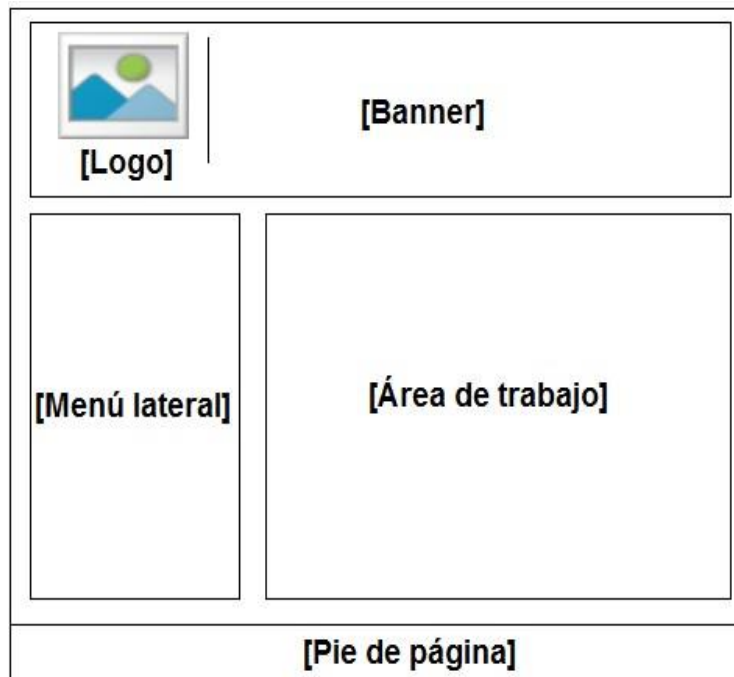 [Banner]
[Logo]
[Menú lateral]
[Área de trabajo]
[Pie de página]